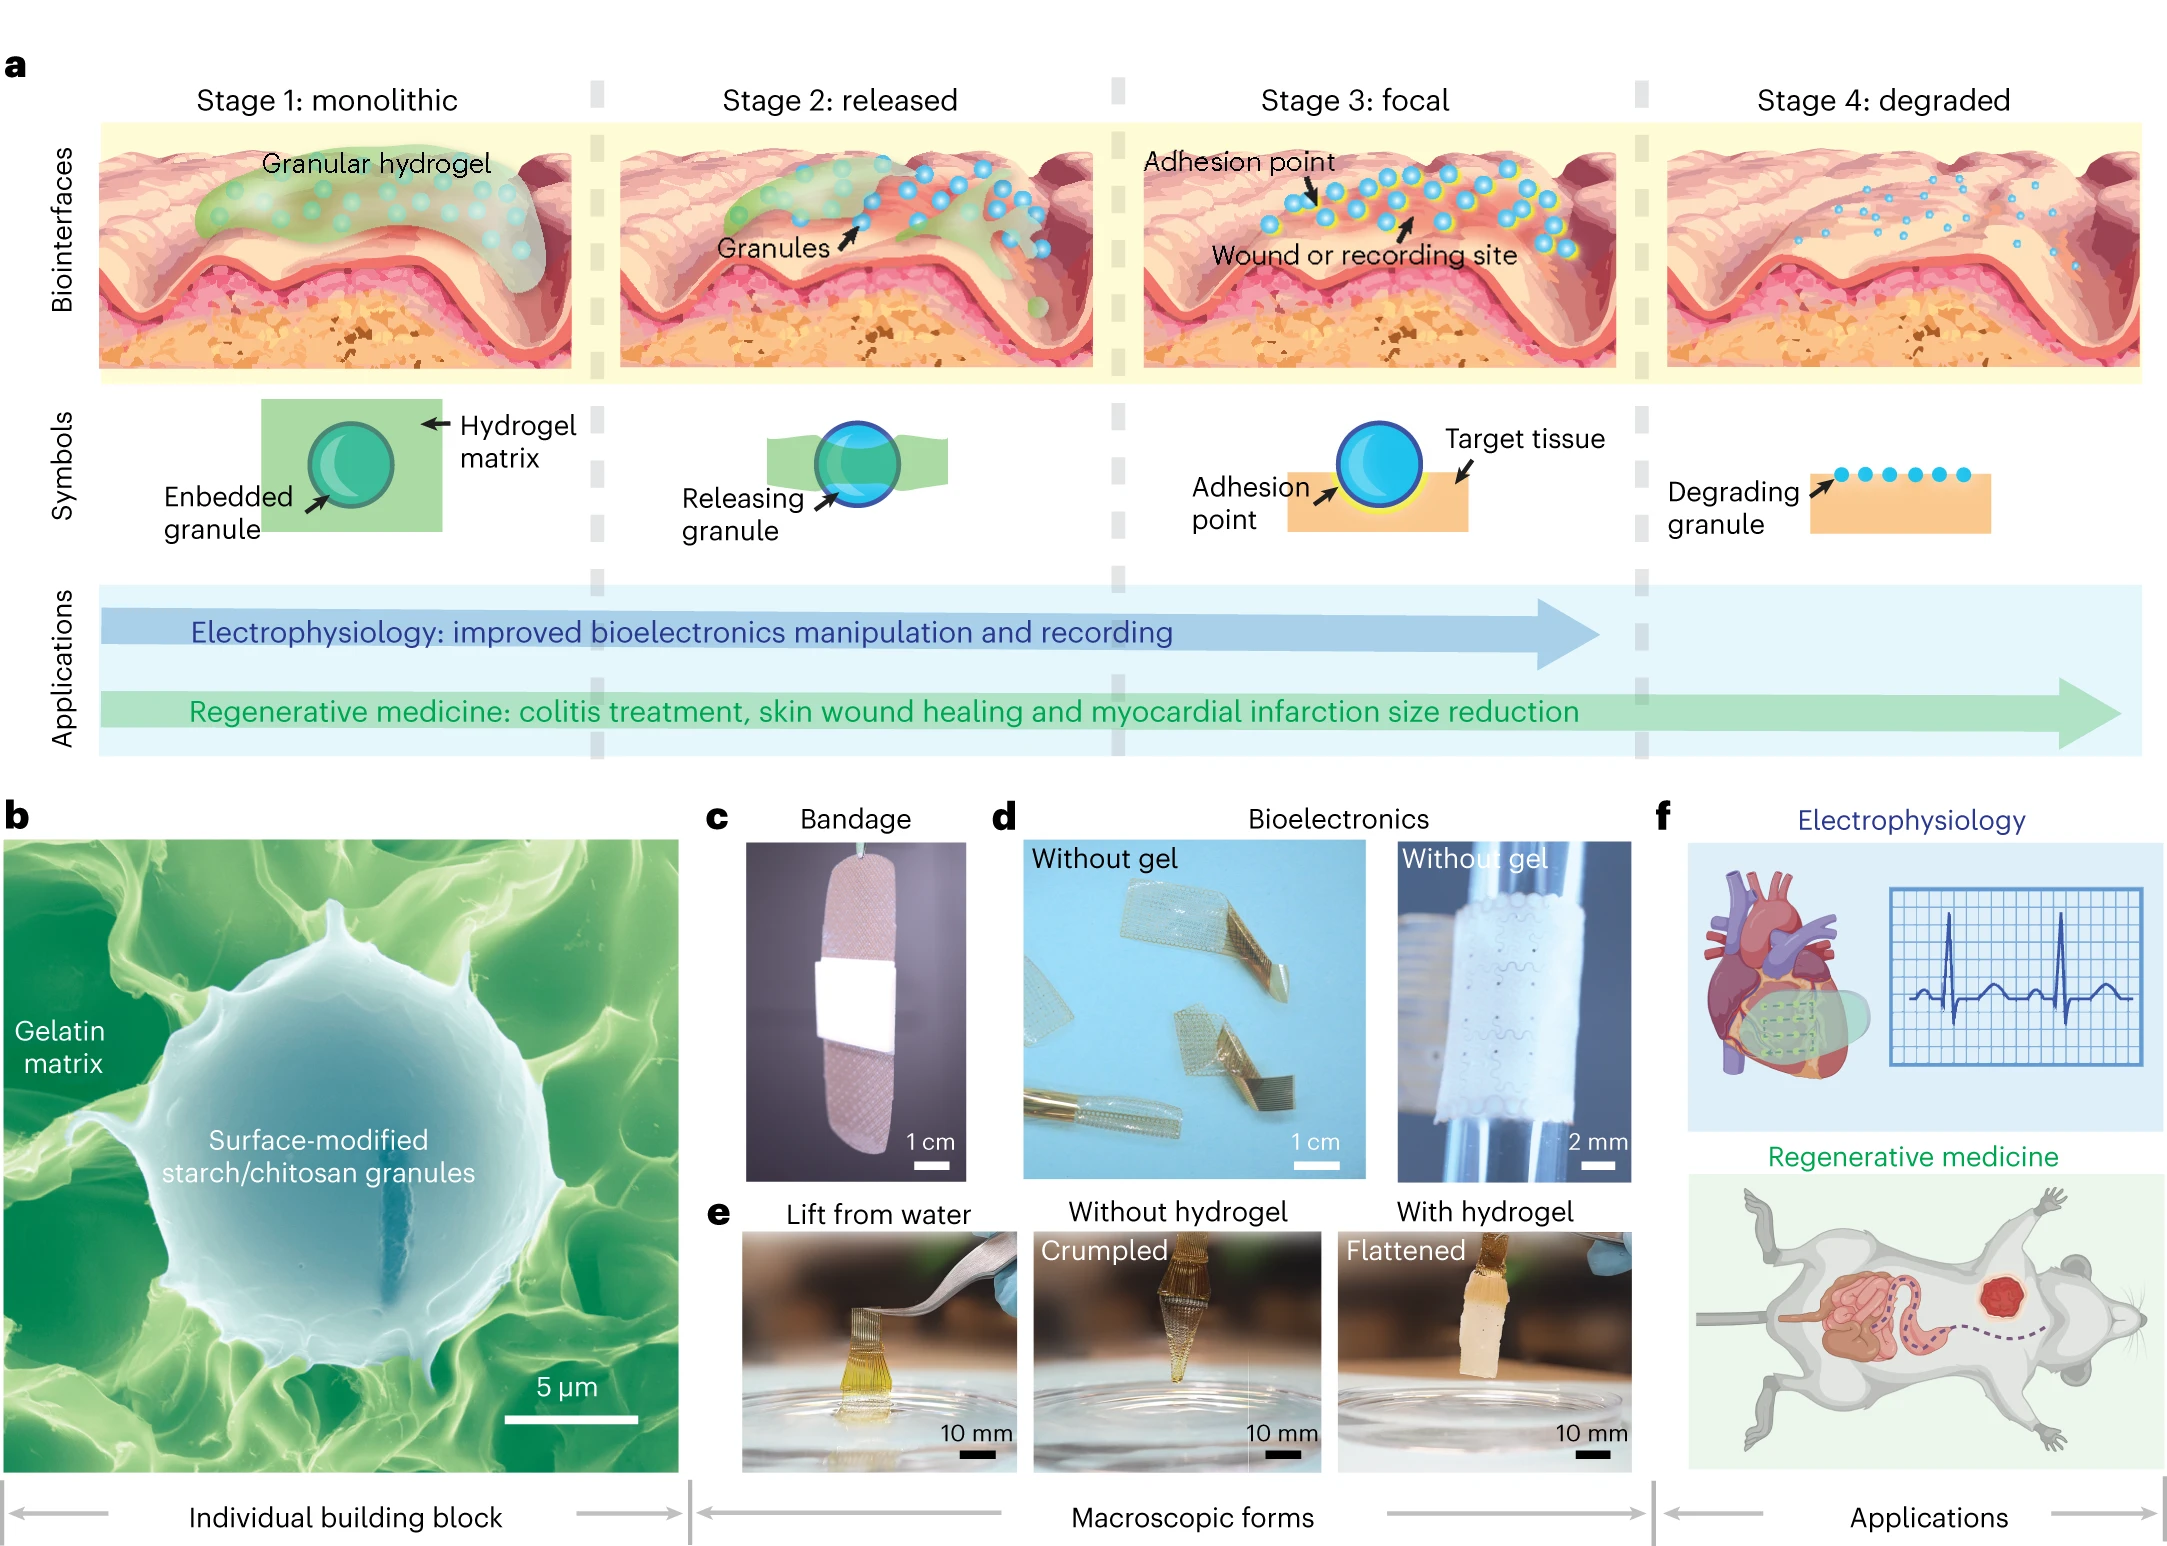 a
Stage 1: monolithic
Stage 2: released
Stage 3: focal
Stage 4: degraded
Biointerfaces
Granular hydrogel
Granules
Adhesion point
Wound or recording site
Symbols
Hydrogel
matrix
Enbedded
granule
Releasing
granule
Target tissue
Adhesion
point
Degrading
granule
Applications
Electrophysiology: improved bioelectronics manipulation and recording
Regenerative medicine: colitis treatment, skin wound healing and myocardial infarction size reduction
b
Gelatin
matrix
Surface-modified
starch/chitosan granules
5 µm
c
Bandage
1 cm
d
Bioelectronics
Without gel
1 cm
Without gel
2 mm
e
Lift from water
10 mm
Without hydrogel
Crumpled
10 mm
With hydrogel
Flattened
10 mm
f
Electrophysiology
Regenerative medicine
Individual building block
Macroscopic forms
Applications